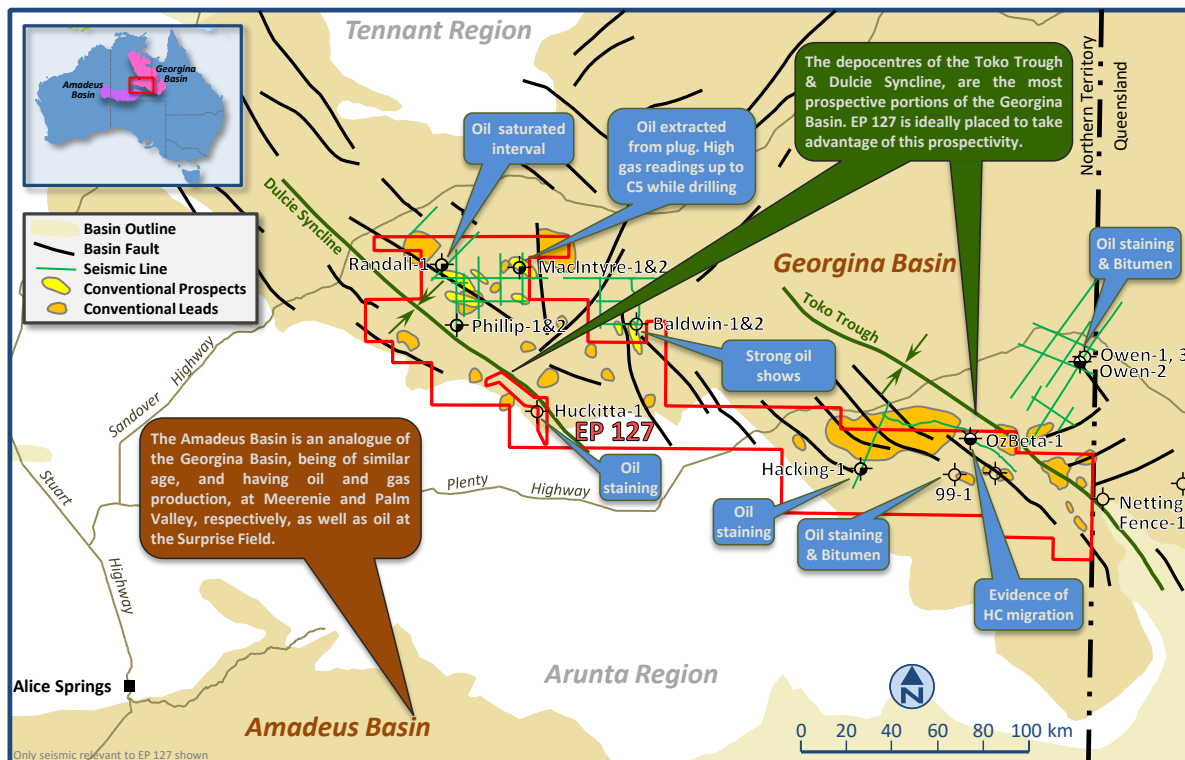 Tennant Region
Georgina
Basin
Amadeus
Basin
Basin Outline
Basin Fault
Seismic Line
Conventional Prospects
Conventional Leads
Oil saturated
interval
Oil extracted
from plug. High
gas readings up to
C5 while drilling
The depocentres of the Toko Trough
& Dulcie Syncline, are the most
prospective portions of the Georgina
Basin. EP 127 is ideally placed to take
advantage of this prospectivity.
Northern Territory
Queensland
Dulcie Syncline
Randall-1
MacIntyre-1&2
Georgina Basin
Oil staining
& Bitumen
Toko Trough
Phillip-1&2
Baldwin-1&2
Strong oil
shows
Owen-1, 3
Owen-2
Sandover Highway
Huckitta-1
EP 127
Oil
staining
OzBeta-1
Hacking-1
99-1
Netting
Fence-1
The Amadeus Basin is an analogue of
the Georgina Basin, being of similar
age, and having oil and gas
production, at Meerenie and Palm
Valley, respectively, as well as oil at
the Surprise Field.
Stuart
Highway
Plenty Highway
Oil
staining
Oil staining
& Bitumen
Evidence of
HC migration
Arunta Region
Alice Springs
Amadeus Basin
N
0 20 40 60 80 100 km
Only seismic relevant to EP 127 shown